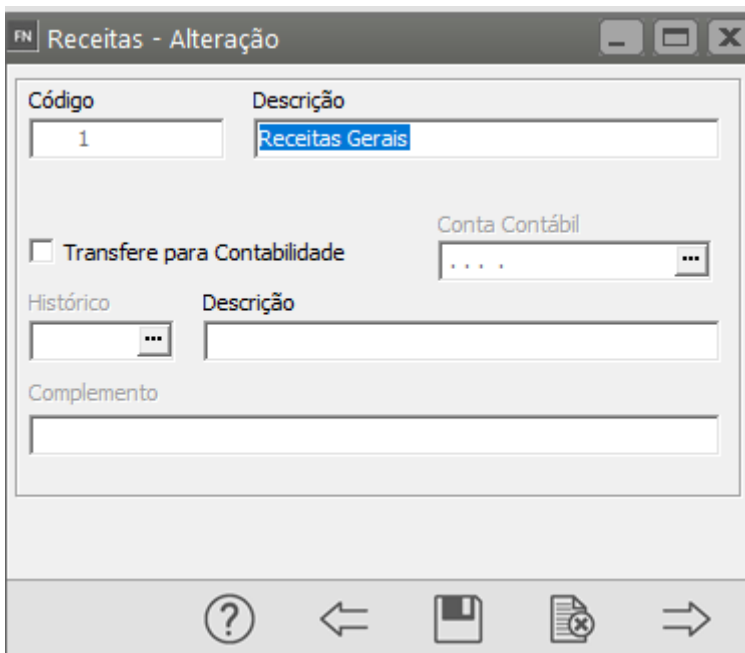 FN Receitas - Alteração
Código Descrição
1 Receitas Gerais
Conta Contábil
Transfere para Contabilidade
. . . . ...
Histórico Descrição
...
Complemento
?